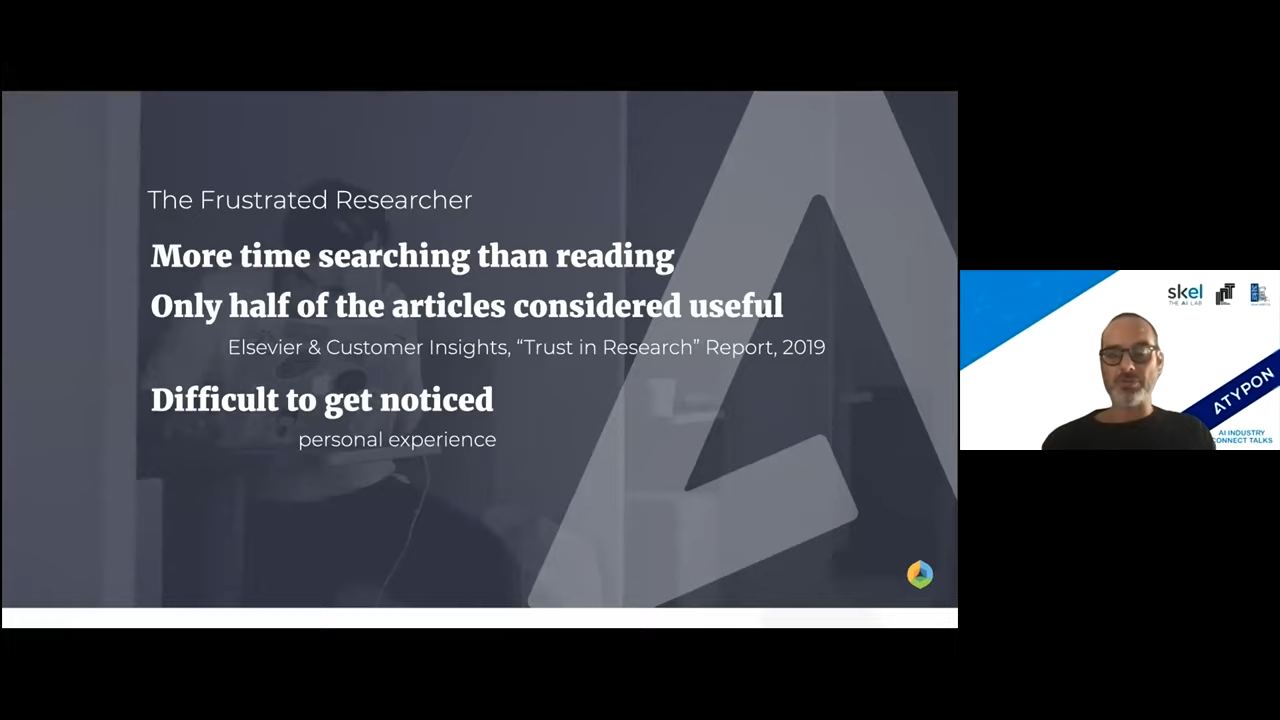 The Frustrated Researcher
More time searching than reading
Only half of the articles considered useful
Elsevier & Customer Insights, “Trust in Research” Report, 2019
Difficult to get noticed
personal experience
skel
THE AI LAB
ATYPON
AI INDUSTRY
CONNECT TALKS